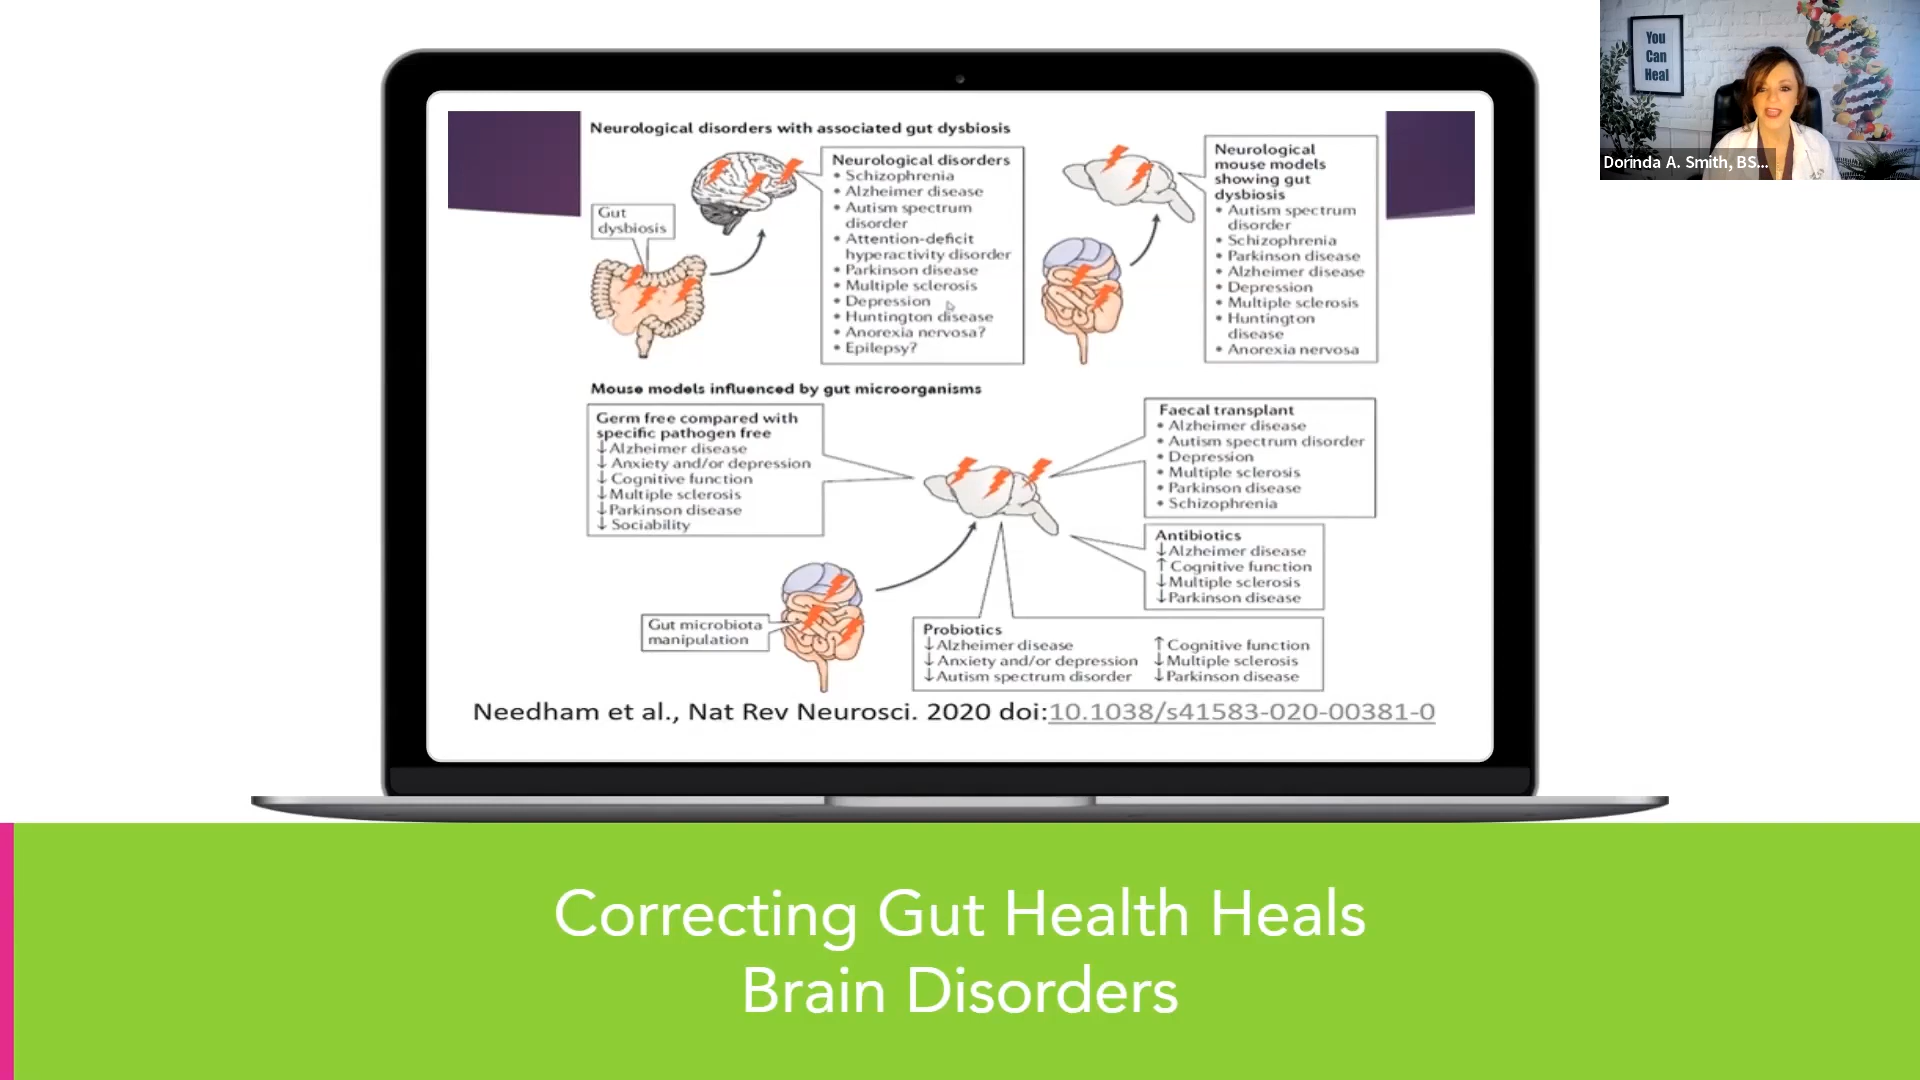 You
Can
Heal
Dorinda A. Smith, BS...
Neurological disorders with associated gut dysbiosis
Gut
dysbiosis
Neurological disorders
• Schizophrenia
• Alzheimer disease
• Autism spectrum
disorder
• Attention-deficit
hyperactivity disorder
• Parkinson disease
• Multiple sclerosis
• Depression
• Huntington disease
• Anorexia nervosa?
• Epilepsy?
Neurological
mouse models
showing gut
dysbiosis
• Autism spectrum
disorder
• Schizophrenia
• Parkinson disease
• Alzheimer disease
• Depression
• Multiple sclerosis
• Huntington
disease
• Anorexia nervosa
Mouse models influenced by gut microorganisms
Germ free compared with
specific pathogen free
↓ Alzheimer disease
↓ Anxiety and/or depression
↓ Cognitive function
↓ Multiple sclerosis
↓ Parkinson disease
↓ Sociability
Faecal transplant
• Alzheimer disease
• Autism spectrum disorder
• Depression
• Multiple sclerosis
• Parkinson disease
• Schizophrenia
Antibiotics
↓ Alzheimer disease
↑ Cognitive function
↓ Multiple sclerosis
↓ Parkinson disease
Gut microbiota
manipulation
Probiotics
↓ Alzheimer disease
↓ Anxiety and/or depression
↓ Autism spectrum disorder
↑ Cognitive function
↓ Multiple sclerosis
↓ Parkinson disease
Needham et al., Nat Rev Neurosci. 2020 doi:10.1038/s41583-020-00381-0
Correcting Gut Health Heals
Brain Disorders